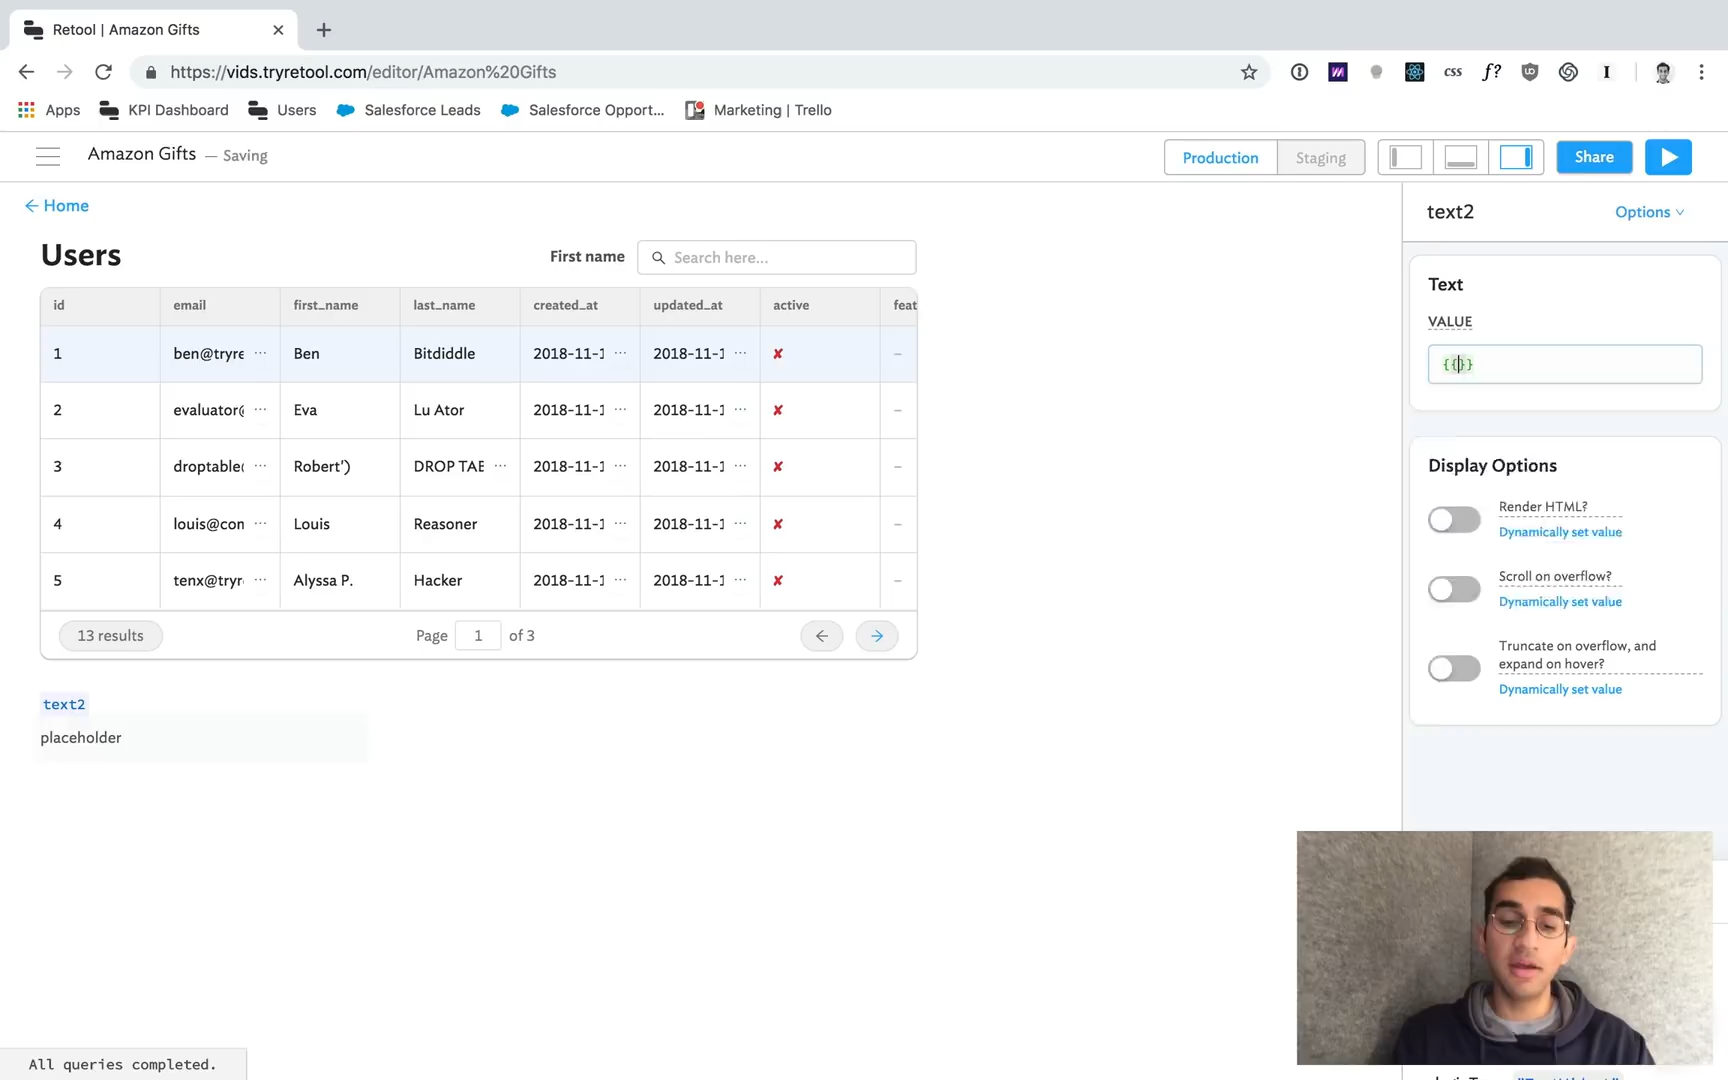 Retool | Amazon Gifts
https://vids.tryretool.com/editor/Amazon%20Gifts
css f?
Apps KPI Dashboard Users Salesforce Leads Salesforce Opport... Marketing | Trello
Amazon Gifts — Saving
Production Staging Share
← Home
Users
First name Search here...
id email first_name last_name created_at updated_at active feat
1 ben@tryre ... Ben Bitdiddle 2018-11-1 ... 2018-11-1 ... ✘ –
2 evaluator@ ... Eva Lu Ator 2018-11-1 ... 2018-11-1 ... ✘ –
3 droptable@ ... Robert') DROP TAB ... 2018-11-1 ... 2018-11-1 ... ✘ –
4 louis@con ... Louis Reasoner 2018-11-1 ... 2018-11-1 ... ✘ –
5 tenx@tryr ... Alyssa P. Hacker 2018-11-1 ... 2018-11-1 ... ✘ –
13 results Page 1 of 3
text2
placeholder
text2 Options
Text
VALUE
{{}}
Display Options
Render HTML?
Dynamically set value
Scroll on overflow?
Dynamically set value
Truncate on overflow, and
expand on hover?
Dynamically set value
All queries completed.